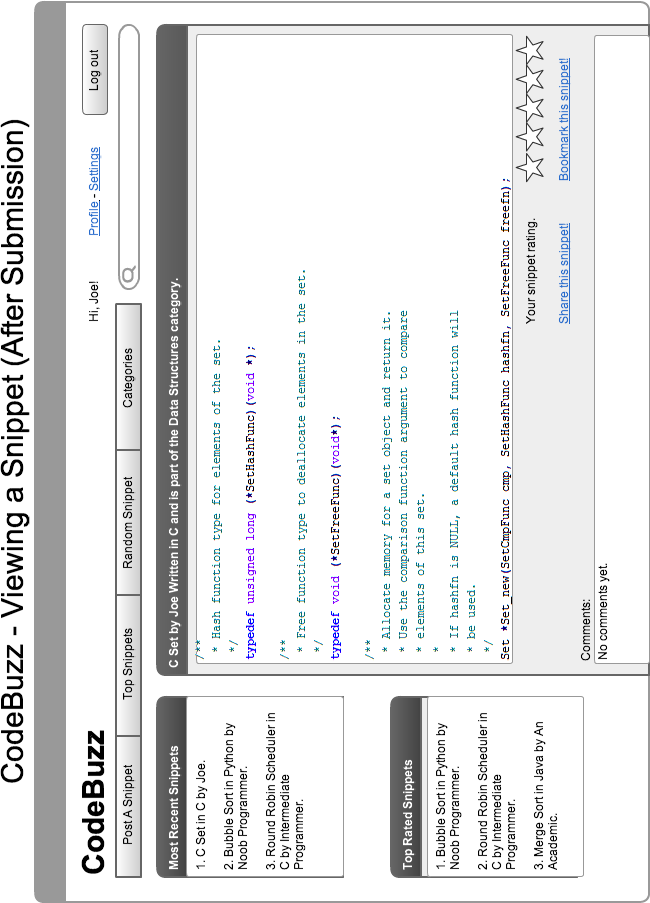 CodeBuzz - Viewing a Snippet (After Submission)
CodeBuzz
Hi, Joe!
Profile - Settings
Log out
Post A Snippet
Top Snippets
Random Snippet
Categories
Most Recent Snippets
1. C Set in C by Joe.
2. Bubble Sort in Python by
Noob Programmer.
3. Round Robin Scheduler in
C by Intermediate
Programmer.
Top Rated Snippets
1. Bubble Sort in Python by
Noob Programmer.
2. Round Robin Scheduler in
C by Intermediate
Programmer.
3. Merge Sort in Java by An
Academic.
C Set by Joe Written in C and is part of the Data Structures category.
/**
* Hash function type for elements of the set.
*/
typedef unsigned long (*SetHashFunc)(void *);
/**
* Free function type to deallocate elements in the set.
*/
typedef void (*SetFreeFunc)(void*);
/**
* Allocate memory for a set object and return it.
* Use the comparison function argument to compare
* elements of this set.
*
* If hashfn is NULL, a default hash function will
* be used.
*/
Set *Set_new(SetCmpFunc cmp, SetHashFunc hashfn, SetFreeFunc freefn);
Your snippet rating.
Share this snippet!
Bookmark this snippet!
Comments:
No comments yet.